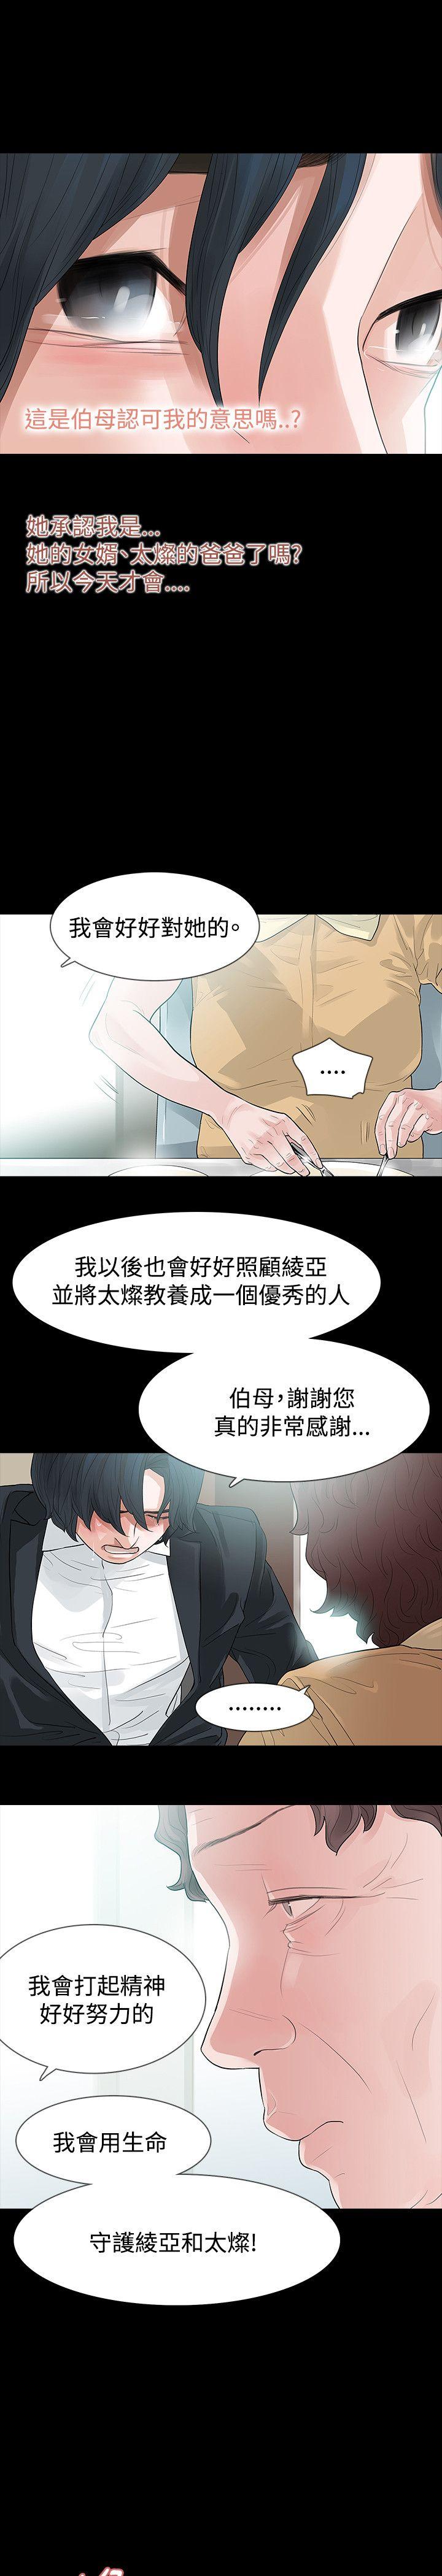 這是伯母認可我的意思嗎..?
她承認我是...
她的女婿、太燦的爸爸了嗎?
所以今天才會....
我會好好對她的。
....
我以後也會好好照顧綾亞
並將太燦教養成一個優秀的人
伯母,謝謝您
真的非常感謝...
........
我會打起精神
好好努力的
我會用生命
守護綾亞和太燦!